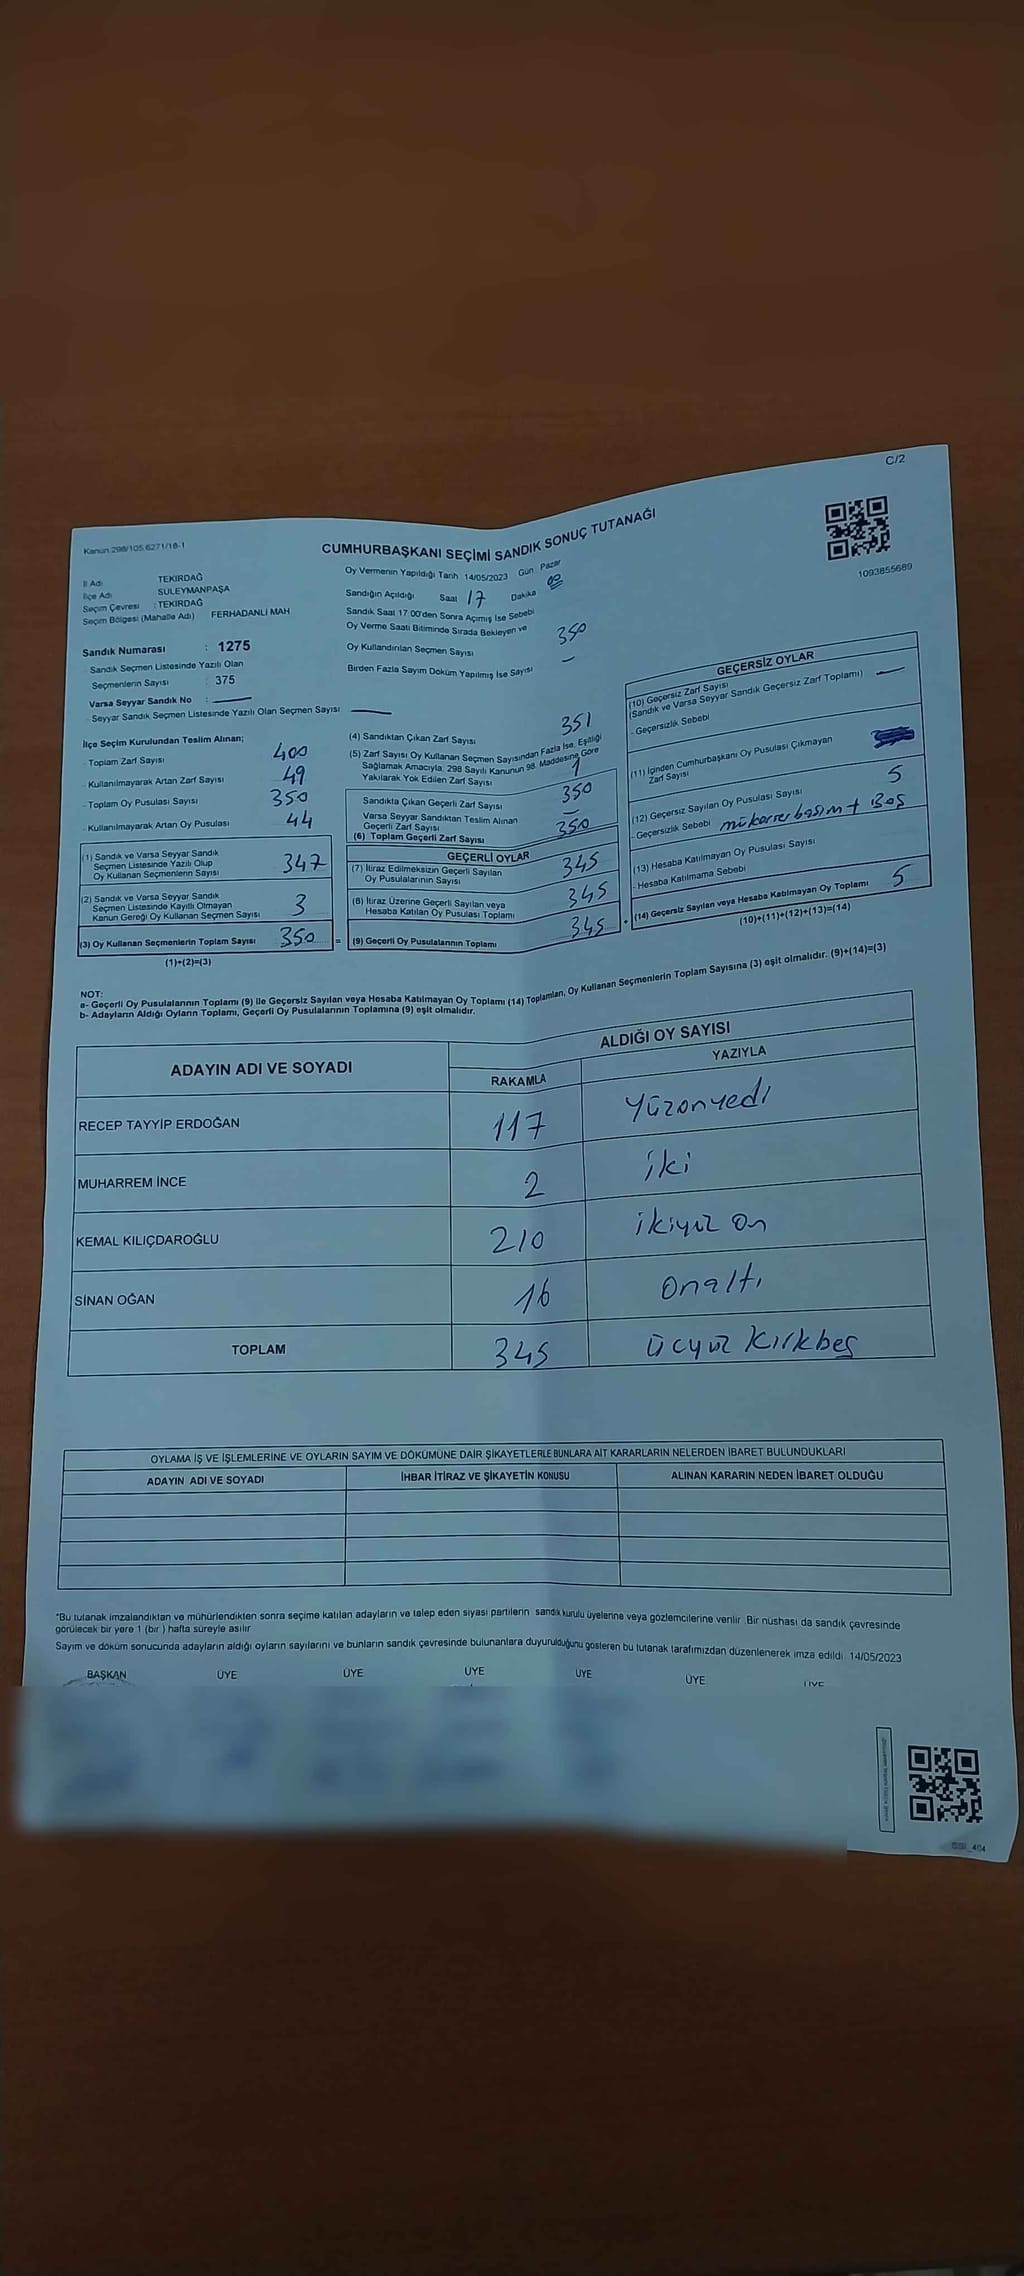 C/2
Kanun 298/105,6271/16-1
CUMHURBAŞKANI SEÇİMİ SANDIK SONUÇ TUTANAĞI
1093855689
İl Adı TEKİRDAĞ
İlçe Adı SÜLEYMANPAŞA
Seçim Çevresi : TEKİRDAĞ
Seçim Bölgesi (Mahalle Adı) FERHADANLI MAH
Sandık Numarası : 1275
Sandık Seçmen Listesinde Yazılı Olan
Seçmenlerin Sayısı : 375
Varsa Seyyar Sandık No :
Seyyar Sandık Seçmen Listesinde Yazılı Olan Seçmen Sayısı
Oy Vermenin Yapıldığı Tarih 14/05/2023 Gün Pazar
Sandığın Açıldığı Saat 17 Dakika 00
Sandık Saat 17:00'den Sonra Açımış İse Sebebi
Oy Verme Saati Bitiminde Sırada Bekleyen ve
Oy Kullandırılan Seçmen Sayısı 350
Birden Fazla Sayım Döküm Yapılmış İse Sayısı –
İlçe Seçim Kurulundan Teslim Alınan;
- Toplam Zarf Sayısı 400
- Kullanılmayarak Artan Zarf Sayısı 49
- Toplam Oy Pusulası Sayısı 350
- Kullanılmayarak Artan Oy Pusulası 44
(1) Sandık ve Varsa Seyyar Sandık
Seçmen Listesinde Yazılı Olup
Oy Kullanan Seçmenlerin Sayısı 347
(2) Sandık ve Varsa Seyyar Sandık
Seçmen Listesinde Kayıtlı Olmayan
Kanun Gereği Oy Kullanan Seçmen Sayısı 3
(3) Oy Kullanan Seçmenlerin Toplam Sayısı 350 =
(1)+(2)=(3)
(4) Sandıktan Çıkan Zarf Sayısı 351
(5) Zarf Sayısı Oy Kullanan Seçmen Sayısından Fazla İse, Eşitliği
Sağlamak Amacıyla; 298 Sayılı Kanunun 98. Maddesine Göre
Yakılarak Yok Edilen Zarf Sayısı 1
Sandıkta Çıkan Geçerli Zarf Sayısı 350
Varsa Seyyar Sandıktan Teslim Alınan
Geçerli Zarf Sayısı –
(6) Toplam Geçerli Zarf Sayısı 350
GEÇERLİ OYLAR
(7) İtiraz Edilmeksizin Geçerli Sayılan
Oy Pusulalarının Sayısı 345
(8) İtiraz Üzerine Geçerli Sayılan veya
Hesaba Katılan Oy Pusulası Toplamı 345
(9) Geçerli Oy Pusulalarının Toplamı 345 +
GEÇERSİZ OYLAR
(10) Geçersiz Zarf Sayısı
(Sandık ve Varsa Seyyar Sandık Geçersiz Zarf Toplamı) —
- Geçersizlik Sebebi
(11) İçinden Cumhurbaşkanı Oy Pusulası Çıkmayan
Zarf Sayısı
(12) Geçersiz Sayılan Oy Pusulası Sayısı 5
- Geçersizlik Sebebi mükerrer basım + Boş
(13) Hesaba Katılmayan Oy Pusulası Sayısı
- Hesaba Katılmama Sebebi
(14) Geçersiz Sayılan veya Hesaba Katılmayan Oy Toplamı 5
(10)+(11)+(12)+(13)=(14)
NOT:
a- Geçerli Oy Pusulalarının Toplamı (9) ile Geçersiz Sayılan veya Hesaba Katılmayan Oy Toplamı (14) Toplamları, Oy Kullanan Seçmenlerin Toplam Sayısına (3) eşit olmalıdır. (9)+(14)=(3)
b- Adayların Aldığı Oyların Toplamı, Geçerli Oy Pusulalarının Toplamına (9) eşit olmalıdır.
ADAYIN ADI VE SOYADI
ALDIĞI OY SAYISI
RAKAMLA YAZIYLA
RECEP TAYYİP ERDOĞAN 117 Yüzonyedi
MUHARREM İNCE 2 iki
KEMAL KILIÇDAROĞLU 210 ikiyüz on
SİNAN OĞAN 16 Onaltı
TOPLAM 345 Üçyüz Kırkbeş
OYLAMA İŞ VE İŞLEMLERİNE VE OYLARIN SAYIM VE DÖKÜMÜNE DAİR ŞİKAYETLERLE BUNLARA AİT KARARLARIN NELERDEN İBARET BULUNDUKLARI
ADAYIN ADI VE SOYADI İHBAR İTİRAZ VE ŞİKAYETİN KONUSU ALINAN KARARIN NEDEN İBARET OLDUĞU
*Bu tutanak imzalandıktan ve mühürlendikten sonra seçime katılan adayların ve talep eden siyasi partilerin sandık kurulu üyelerine veya gözlemcilerine verilir. Bir nüshası da sandık çevresinde
görülecek bir yere 1 (bir ) hafta süreyle asılır
Sayım ve döküm sonucunda adayların aldığı oyların sayılarını ve bunların sandık çevresinde bulunanlara duyurulduğunu gösteren bu tutanak tarafımızdan düzenlenerek imza edildi. 14/05/2023
BAŞKAN ÜYE ÜYE ÜYE ÜYE ÜYE ÜYE